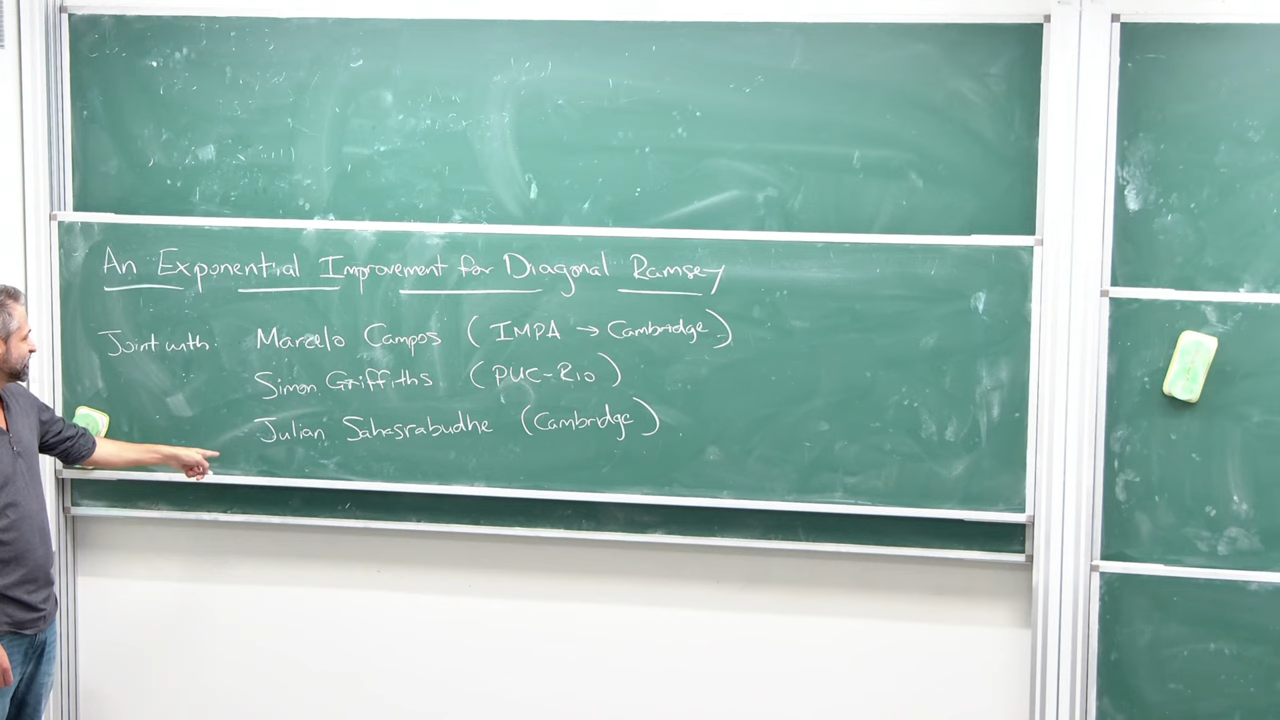 An Exponential Improvement for Diagonal Ramsey
Joint with: Marcelo Campos (IMPA → Cambridge)
Simon Griffiths (PUC-Rio)
Julian Sahasrabudhe (Cambridge)